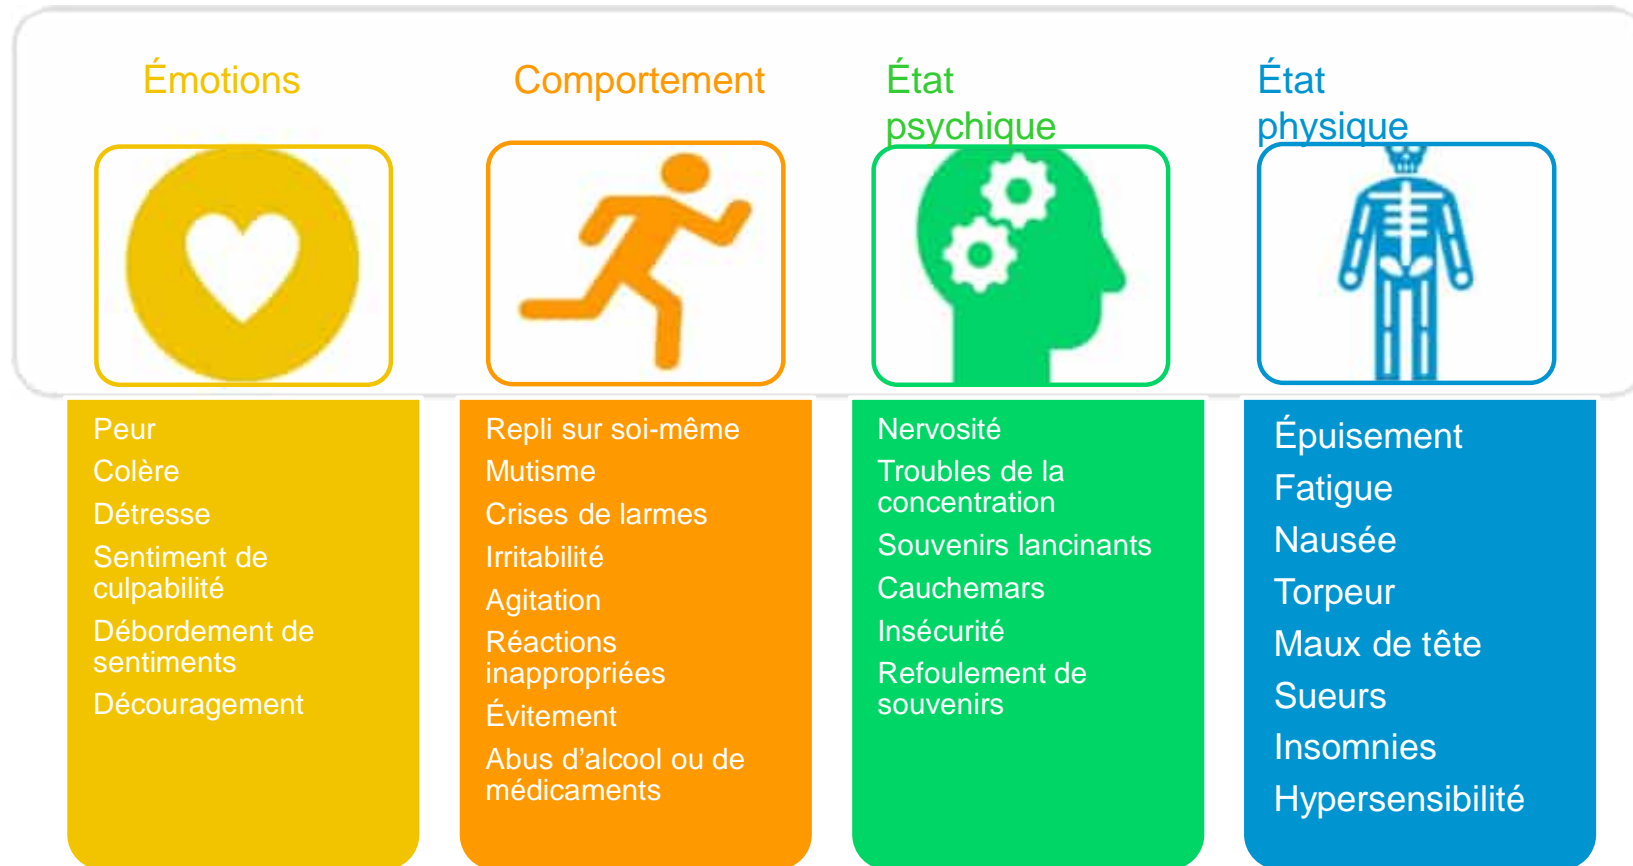 Émotions
Peur
Colère
Détresse
Sentiment de
culpabilité
Débordement de
sentiments
Découragement
Comportement
Repli sur soi-même
Mutisme
Crises de larmes
Irritabilité
Agitation
Réactions
inappropriées
Évitement
Abus d’alcool ou de
médicaments
État
psychique
Nervosité
Troubles de la
concentration
Souvenirs lancinants
Cauchemars
Insécurité
Refoulement de
souvenirs
État
physique
Épuisement
Fatigue
Nausée
Torpeur
Maux de tête
Sueurs
Insomnies
Hypersensibilité